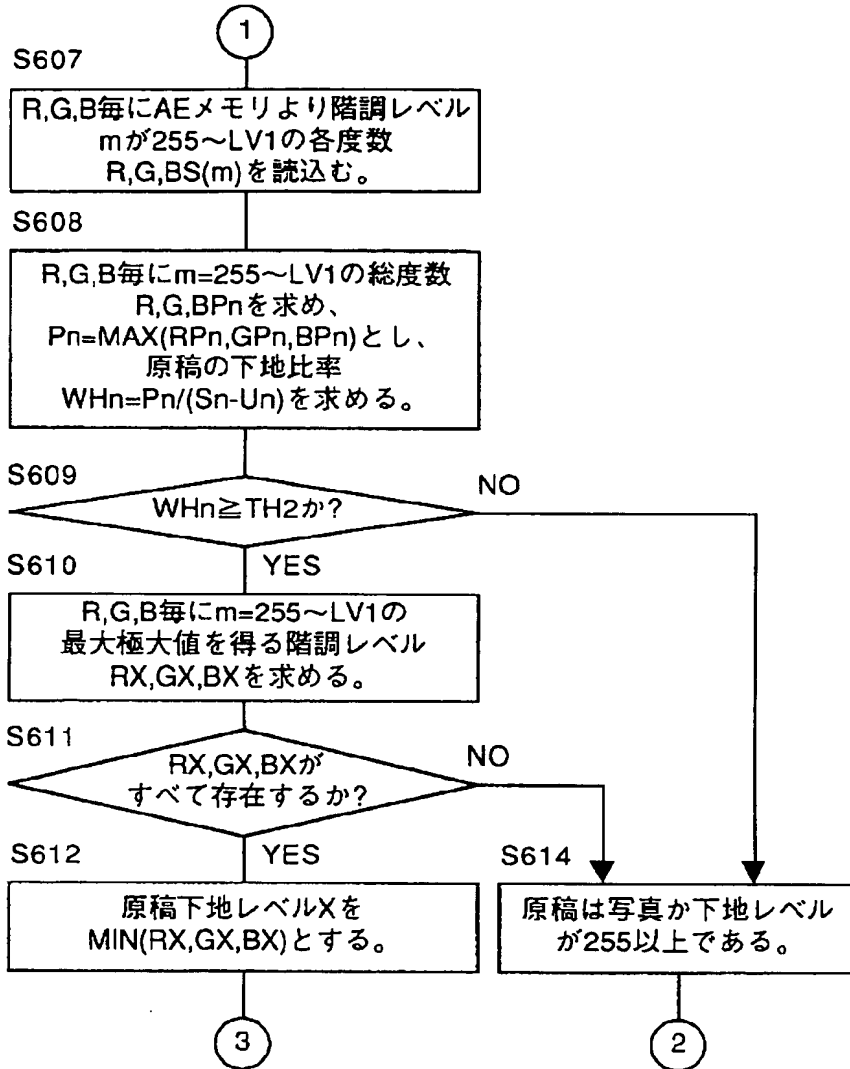 1
S607
R,G,B毎にAEメモリより階調レベル
mが255～LV1の各度数
R,G,BS(m)を読込む。
S608
R,G,B毎にm=255～LV1の総度数
R,G,BPnを求め、
Pn=MAX(RPn,GPn,BPn)とし、
原稿の下地比率
WHn=Pn/(Sn-Un)を求める。
S609
WHn≧TH2か?
NO
YES
S610
R,G,B毎にm=255～LV1の
最大極大値を得る階調レベル
RX,GX,BXを求める。
S611
RX,GX,BXが
すべて存在するか?
NO
YES
S612
原稿下地レベルXを
MIN(RX,GX,BX)とする。
S614
原稿は写真か下地レベル
が255以上である。
3
2